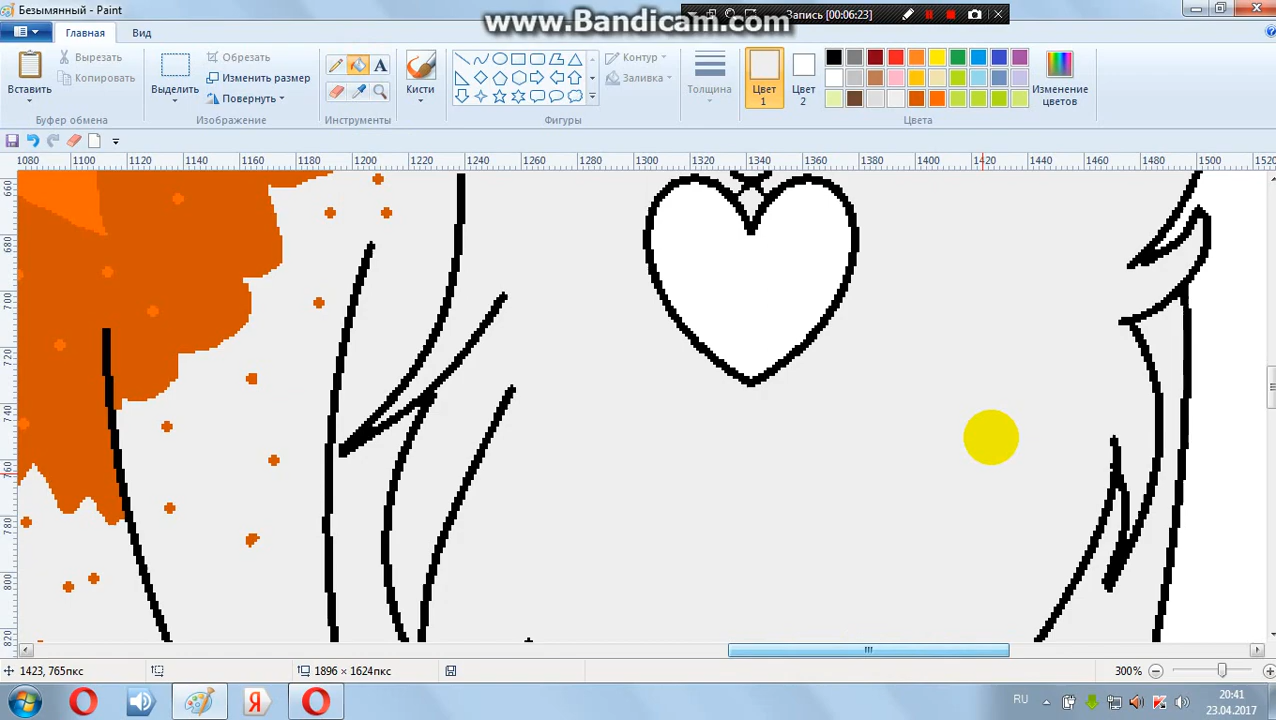 Безымянный - Paint
www.Bandicam.com
Запись [00:06:23]
Главная
Вид
Вставить
Вырезать
Копировать
Буфер обмена
Выделить
Обрезать
Изменить размер
Повернуть
Изображение
A
Инструменты
Кисти
Контур
Заливка
Фигуры
Толщина
Цвет
1
Цвет
2
Изменение
цветов
Цвета
1080 1100 1120 1140 1160 1180 1200 1220 1240 1260 1280 1300 1320 1340 1360 1380 1400 1420 1440 1460 1480 1500 1520
660
680
700
720
740
760
780
800
820
1423, 765пкс
1896 × 1624пкс
300%
Я
RU
20:41
23.04.2017